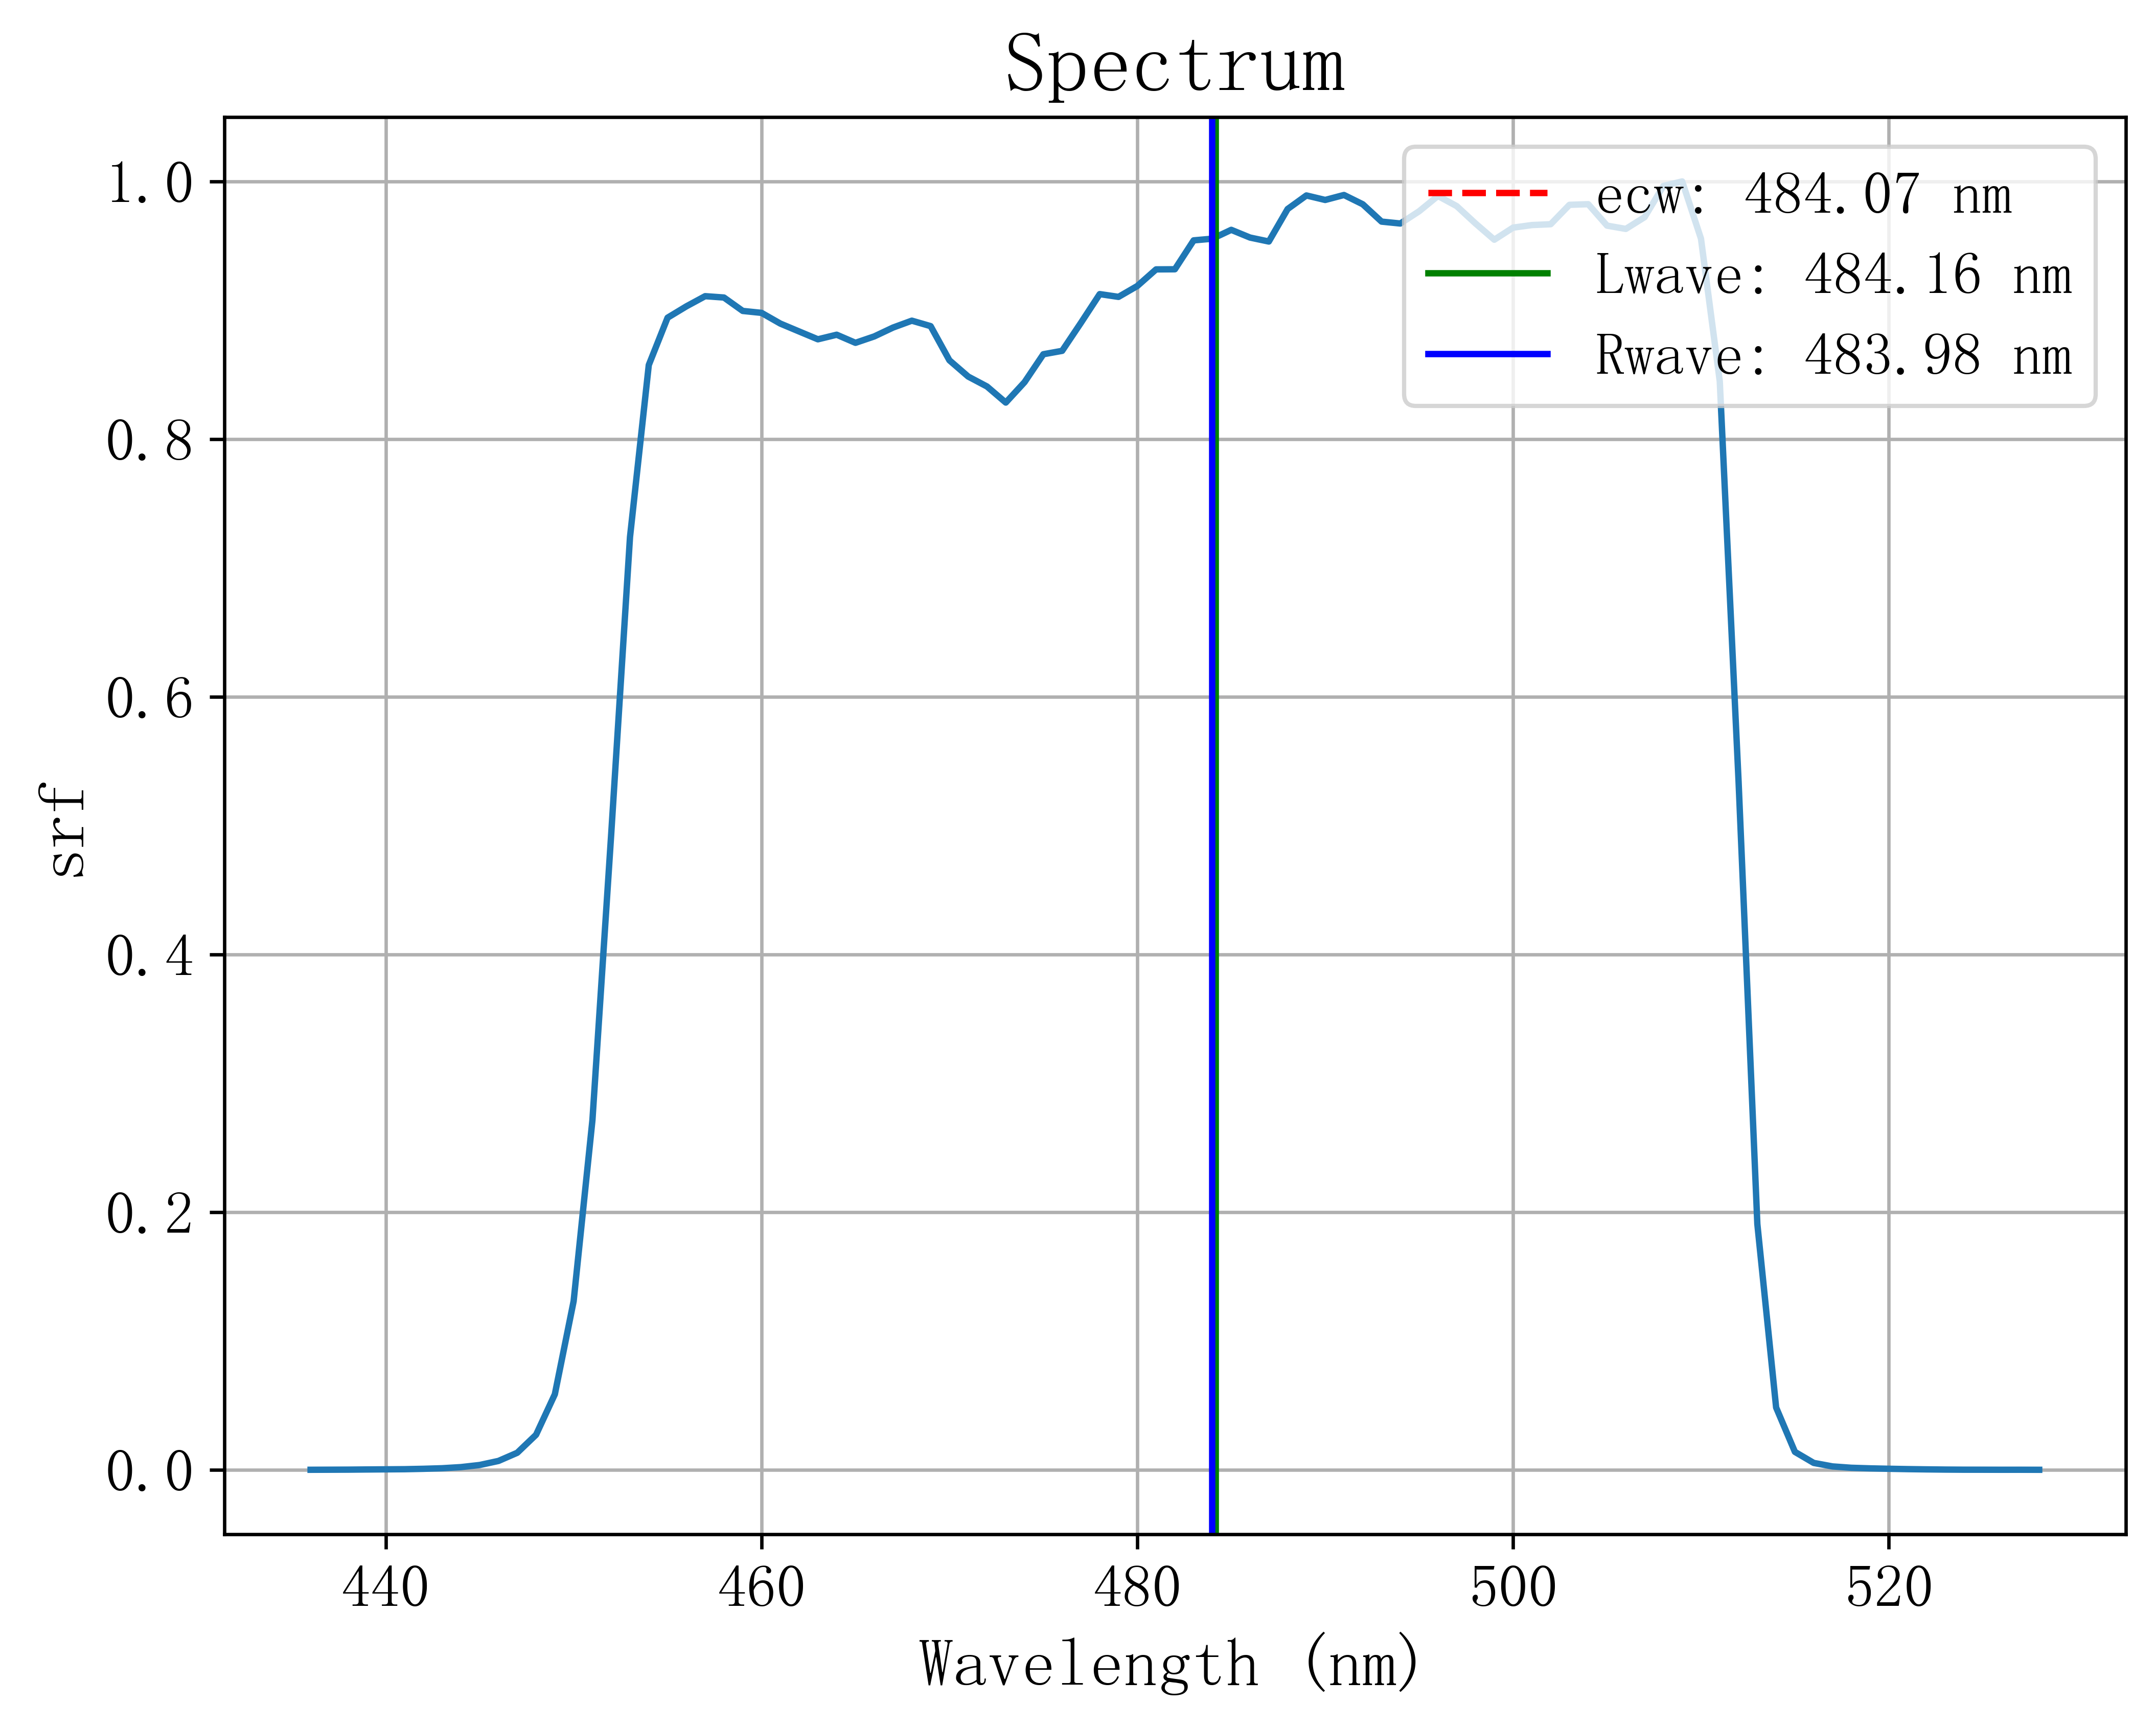 Spectrum
1.0
0.8
0.6
0.4
0.2
0.0
srf
ecw: 484.07 nm
Lwave: 484.16 nm
Rwave: 483.98 nm
440 460 480 500 520
Wavelength (nm)